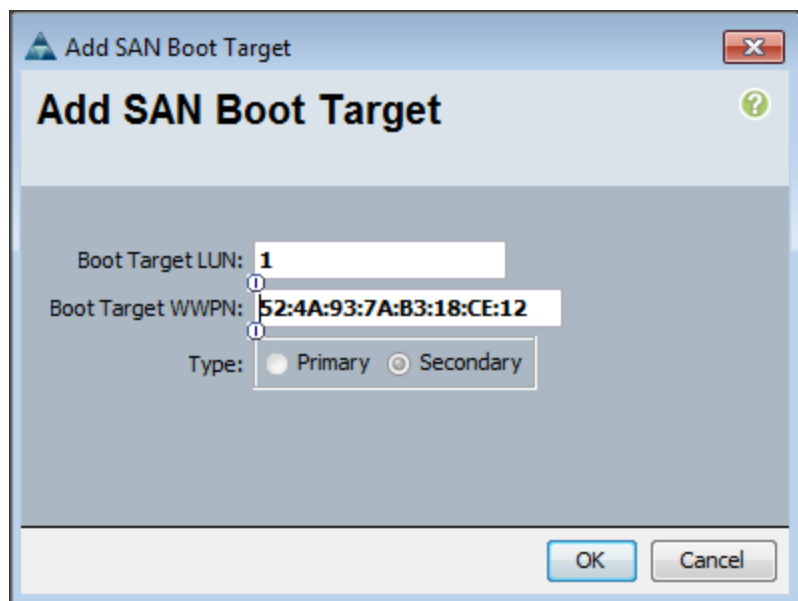 Add SAN Boot Target
Add SAN Boot Target
Boot Target LUN: 1
Boot Target WWPN: 52:4A:93:7A:B3:18:CE:12
Type: Primary Secondary
OK Cancel